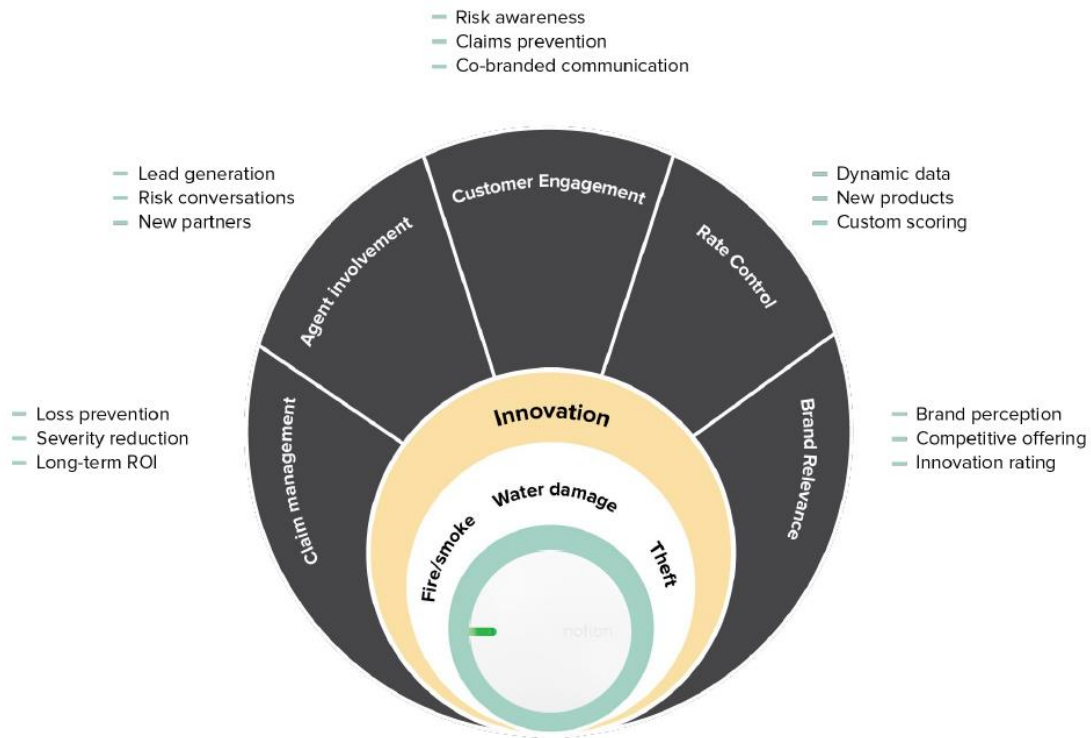 Risk awareness
Claims prevention
Co-branded communication
Lead generation
Risk conversations
New partners
Dynamic data
New products
Custom scoring
Customer Engagement
Agent involvement
Rate Control
Loss prevention
Severity reduction
Long-term ROI
Claim management
Innovation
Brand Relevance
Brand perception
Competitive offering
Innovation rating
Water damage
Fire/smoke
Theft
notion